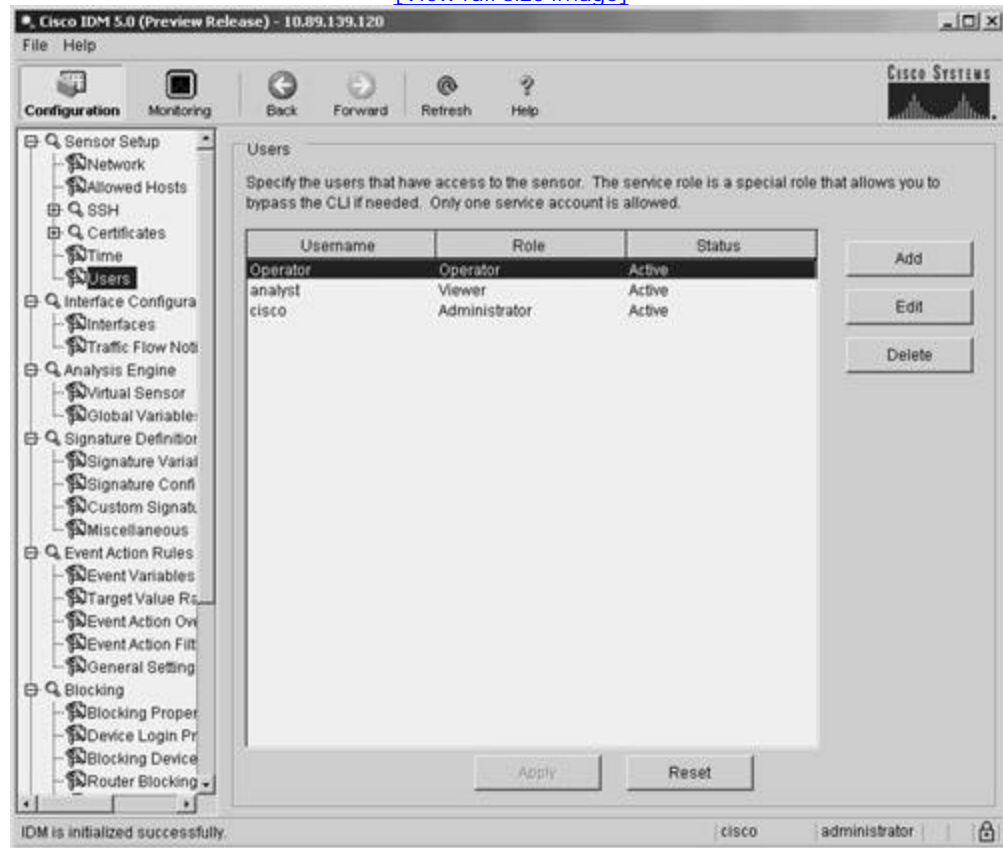 [View full size image]
Cisco IDM 5.0 (Preview Release) - 10.89.139.120
File Help
Configuration Monitoring Back Forward Refresh Help
CISCO SYSTEMS
Sensor Setup
Network
Allowed Hosts
SSH
Certificates
Time
Users
Interface Configura
Interfaces
Traffic Flow Noti
Analysis Engine
Virtual Sensor
Global Variable
Signature Definition
Signature Varial
Signature Confi
Custom Signat
Miscellaneous
Event Action Rules
Event Variables
Target Value Ra
Event Action Ove
Event Action Filt
General Setting
Blocking
Blocking Proper
Device Login Pr
Blocking Device
Router Blocking
Users
Specify the users that have access to the sensor. The service role is a special role that allows you to
bypass the CLI if needed. Only one service account is allowed.
Username Role Status
Operator Operator Active
analyst Viewer Active
cisco Administrator Active
Add
Edit
Delete
Apply Reset
IDM is initialized successfully. cisco administrator